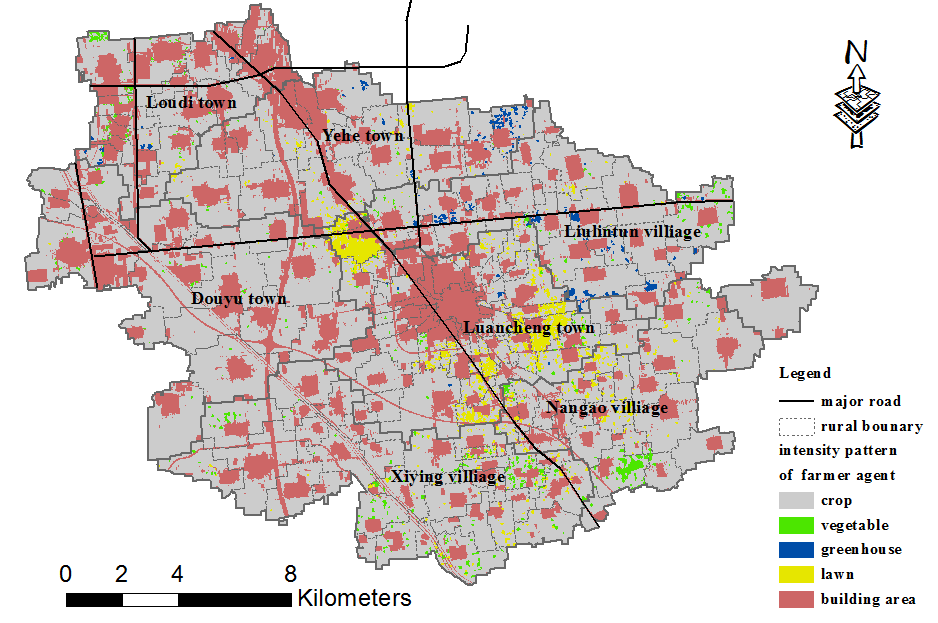 N
Loudi town
Yehe town
Liulintun villiage
Douyu town
Luancheng town
Nangao villiage
Xiying villiage
Legend
major road
rural bounary
intensity pattern
of farmer agent
crop
vegetable
greenhouse
lawn
building area
0 2 4 8
Kilometers